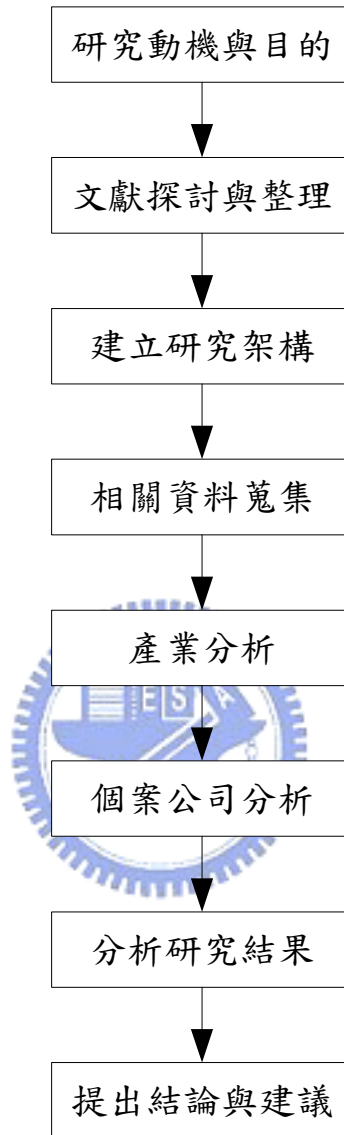 研究動機與目的
文獻探討與整理
建立研究架構
相關資料蒐集
產業分析
ES
個案公司分析
分析研究結果
提出結論與建議